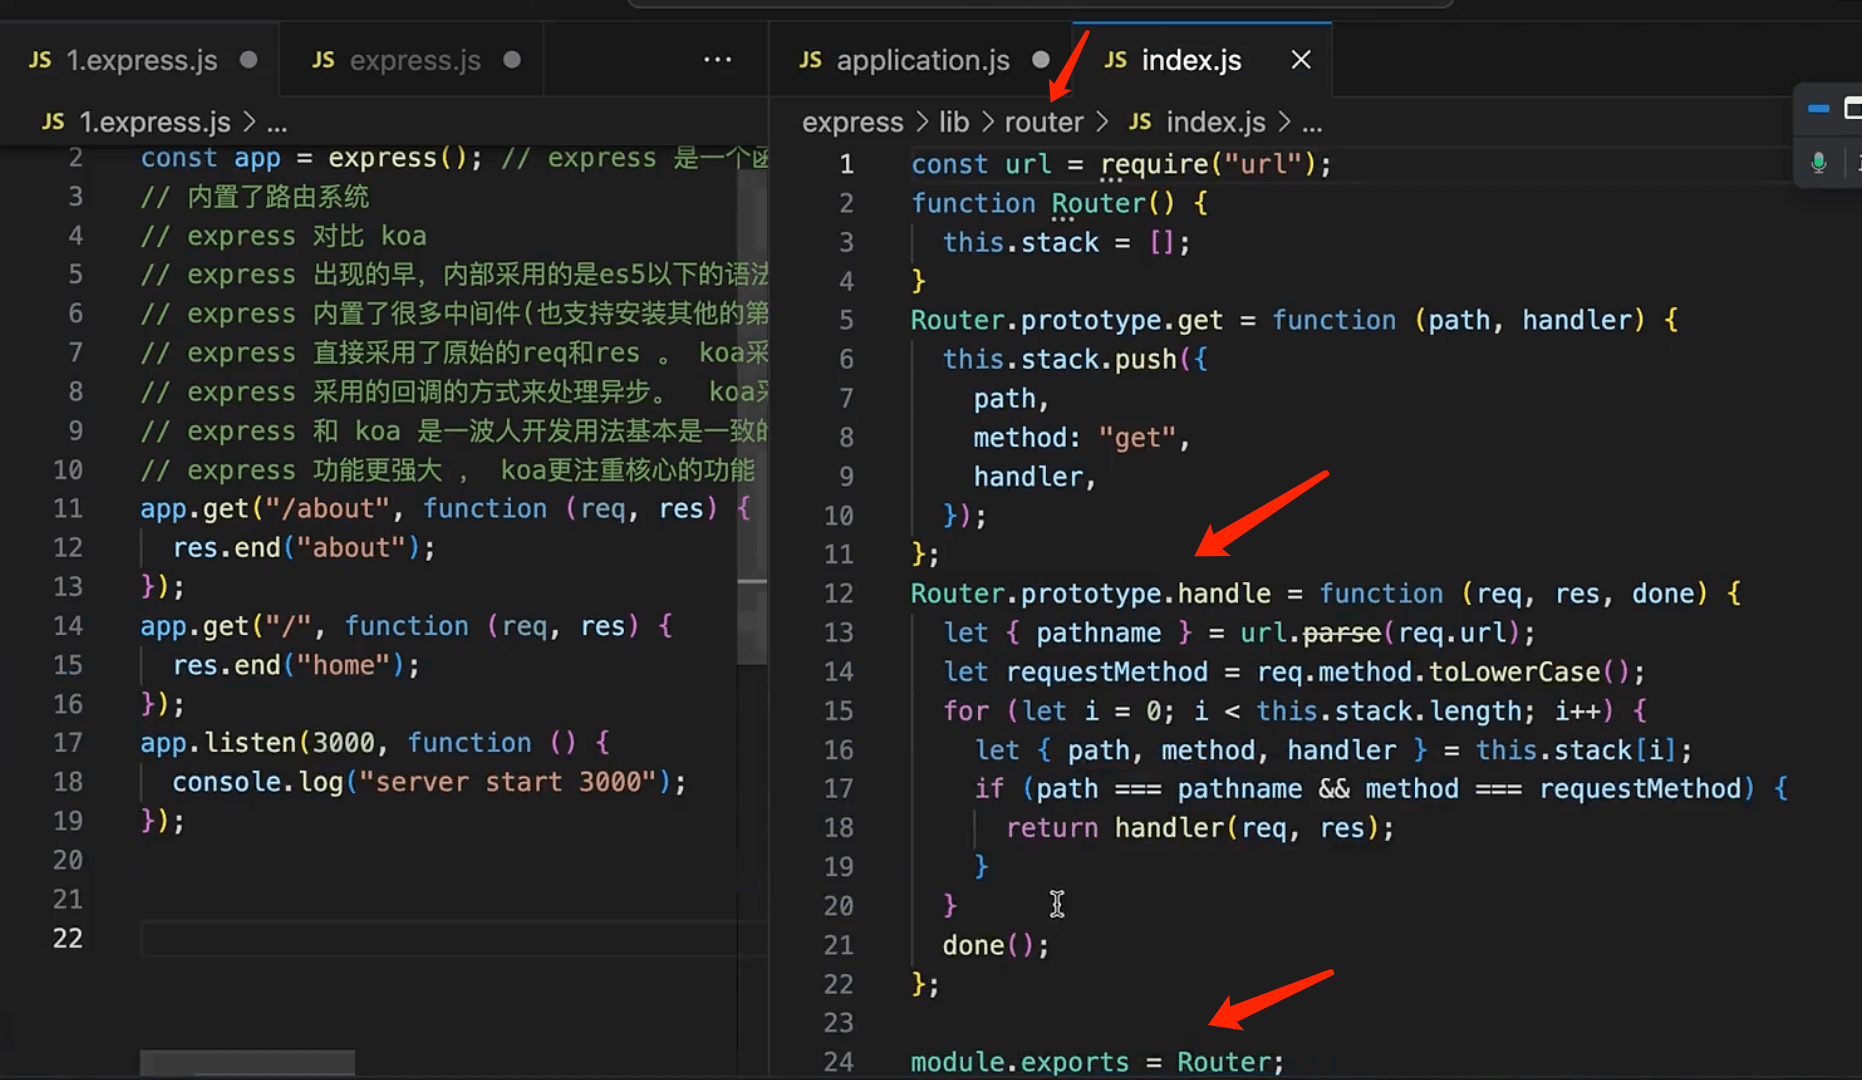 JS 1.express.js
JS express.js
...
JS 1.express.js > ...
2 const app = express(); // express 是一个函
3 // 内置了路由系统
4 // express 对比 koa
5 // express 出现的早，内部采用的是es5以下的语法
6 // express 内置了很多中间件(也支持安装其他的第
7 // express 直接采用了原始的req和res 。 koa采
8 // express 采用的回调的方式来处理异步。 koa采
9 // express 和 koa 是一波人开发用法基本是一致的
10 // express 功能更强大 ， koa更注重核心的功能
11 app.get("/about", function (req, res) {
12 res.end("about");
13 });
14 app.get("/", function (req, res) {
15 res.end("home");
16 });
17 app.listen(3000, function () {
18 console.log("server start 3000");
19 });
20
21
22
JS application.js
JS index.js
express > lib > router > JS index.js > ...
1 const url = require("url");
2 function Router() {
3 this.stack = [];
4 }
5 Router.prototype.get = function (path, handler) {
6 this.stack.push({
7 path,
8 method: "get",
9 handler,
10 });
11 };
12 Router.prototype.handle = function (req, res, done) {
13 let { pathname } = url.parse(req.url);
14 let requestMethod = req.method.toLowerCase();
15 for (let i = 0; i < this.stack.length; i++) {
16 let { path, method, handler } = this.stack[i];
17 if (path === pathname && method === requestMethod) {
18 return handler(req, res);
19 }
20 }
21 done();
22 };
23
24 module.exports = Router;